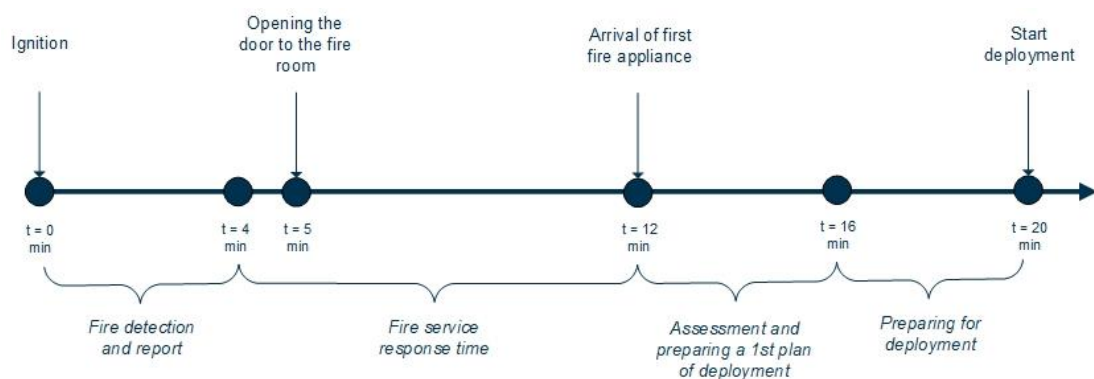 Ignition
Opening the
door to the fire
room
Arrival of first
fire appliance
Start
deployment
t = 0
min
t = 4
min
t = 5
min
t = 12
min
t = 16
min
t = 20
min
Fire detection
and report
Fire service
response time
Assessment and
preparing a 1st plan
of deployment
Preparing for
deployment